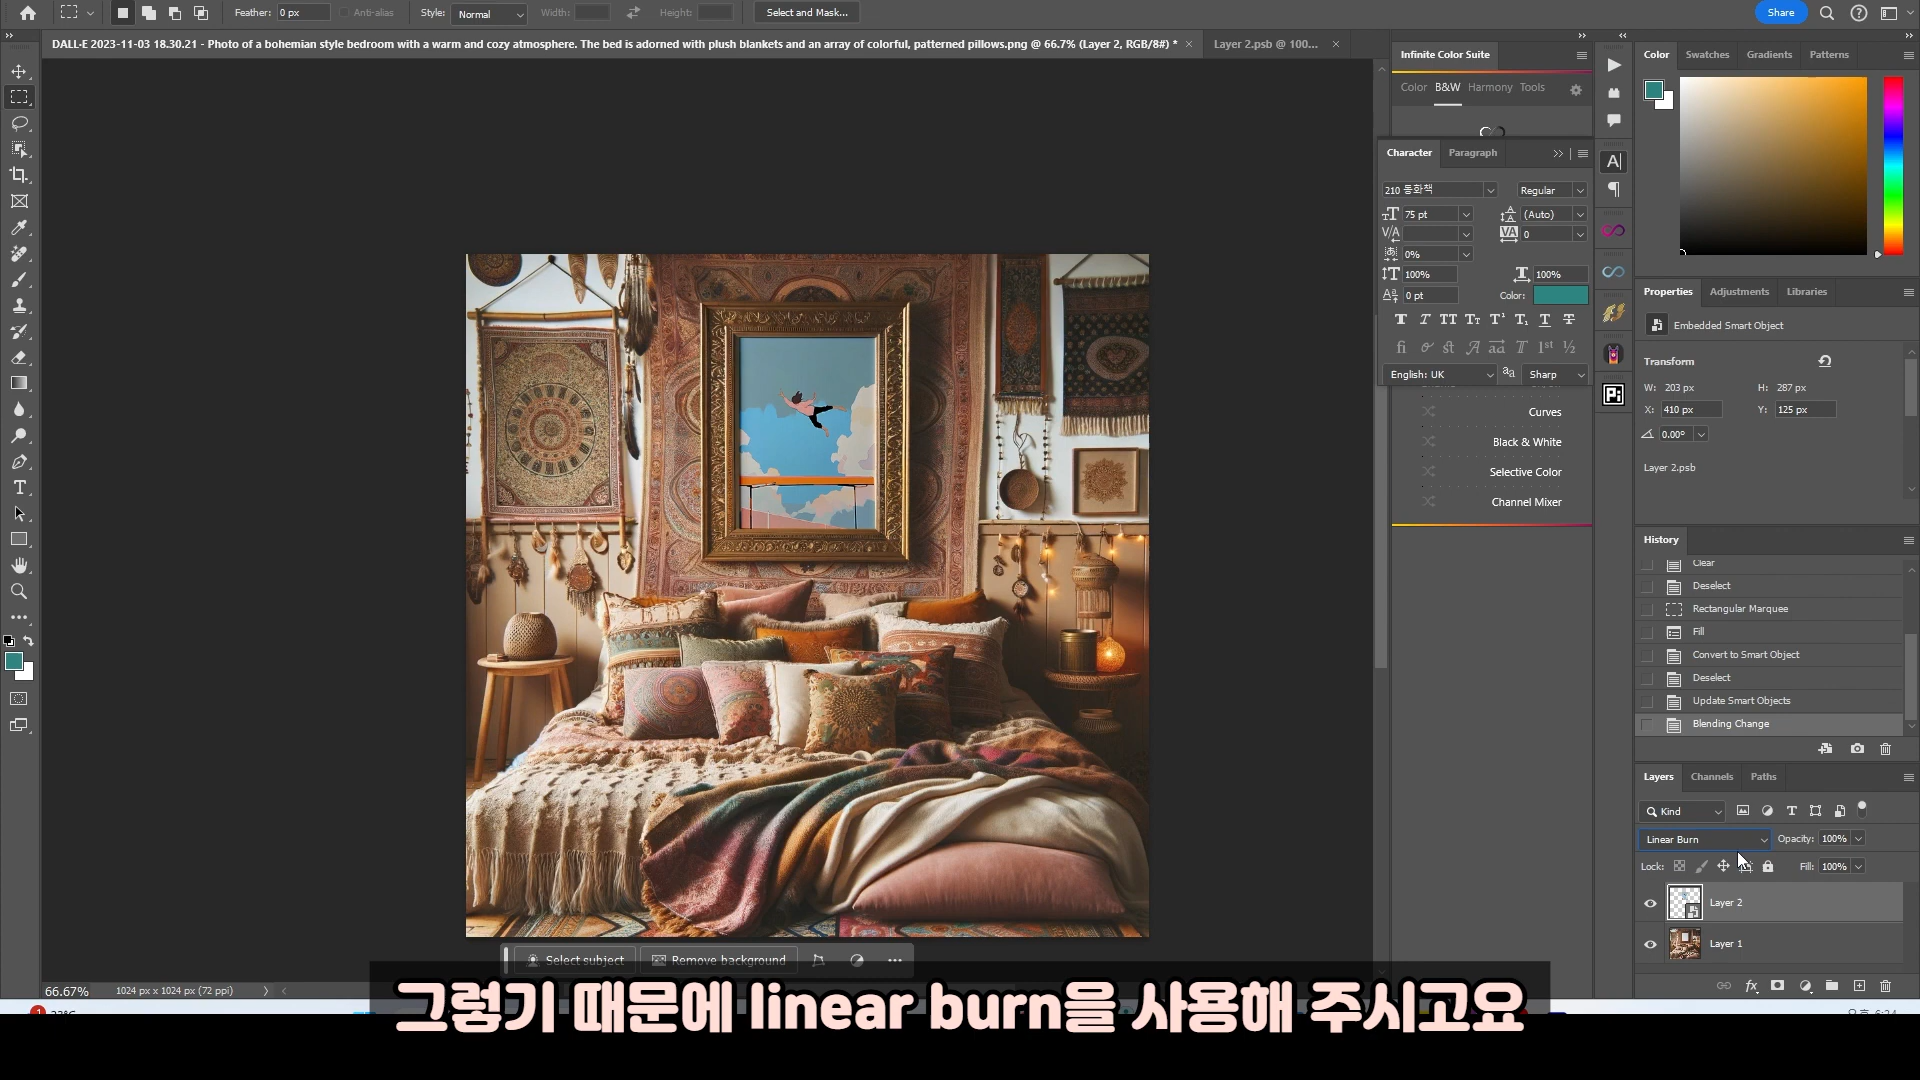 Feather: 0 px Anti-alias Style: Normal Width: Height: Select and Mask... Share
DALL·E 2023-11-03 18.30.21 - Photo of a bohemian style bedroom with a warm and cozy atmosphere. The bed is adorned with plush blankets and an array of colorful, patterned pillows.png @ 66.7% (Layer 2, RGB/8#) * × Layer 2.psb @ 100... ×
Infinite Color Suite
Color B&W Harmony Tools
Character Paragraph
210 동화책 Regular
75 pt (Auto)
0
0%
100% 100%
0 pt Color:
English: UK Sharp
Curves
Black & White
Selective Color
Channel Mixer
Color Swatches Gradients Patterns
Properties Adjustments Libraries
Embedded Smart Object
Transform
W: 203 px H: 287 px
X: 410 px Y: 125 px
0.00°
Layer 2.psb
History
Clear
Deselect
Rectangular Marquee
Fill
Convert to Smart Object
Deselect
Update Smart Objects
Blending Change
Layers Channels Paths
Kind
Linear Burn Opacity: 100%
Lock: Fill: 100%
Layer 2
Layer 1
Select subject Remove background
66.67% 1024 px x 1024 px (72 ppi)
그렇기 때문에 linear burn을 사용해 주시고요